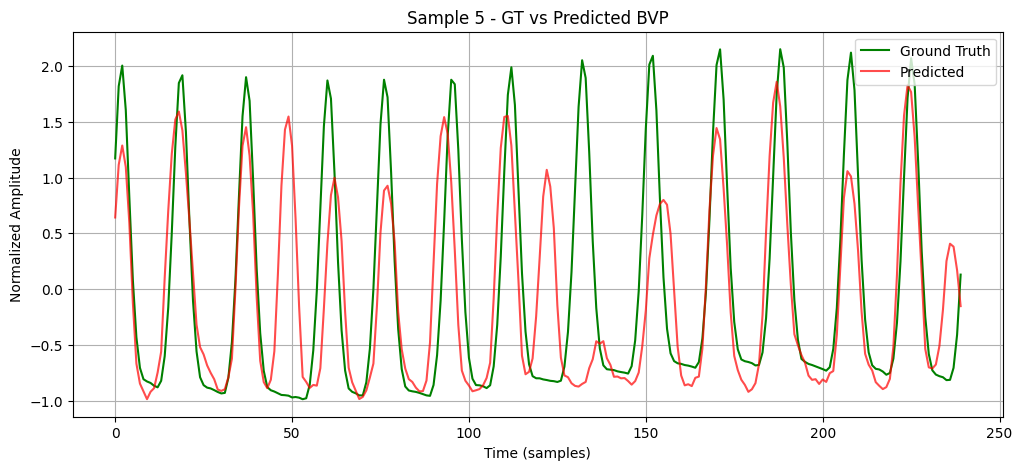 Sample 5 - GT vs Predicted BVP
Ground Truth
Predicted
Normalized Amplitude
2.0
1.5
1.0
0.5
0.0
−0.5
−1.0
0 50 100 150 200 250
Time (samples)